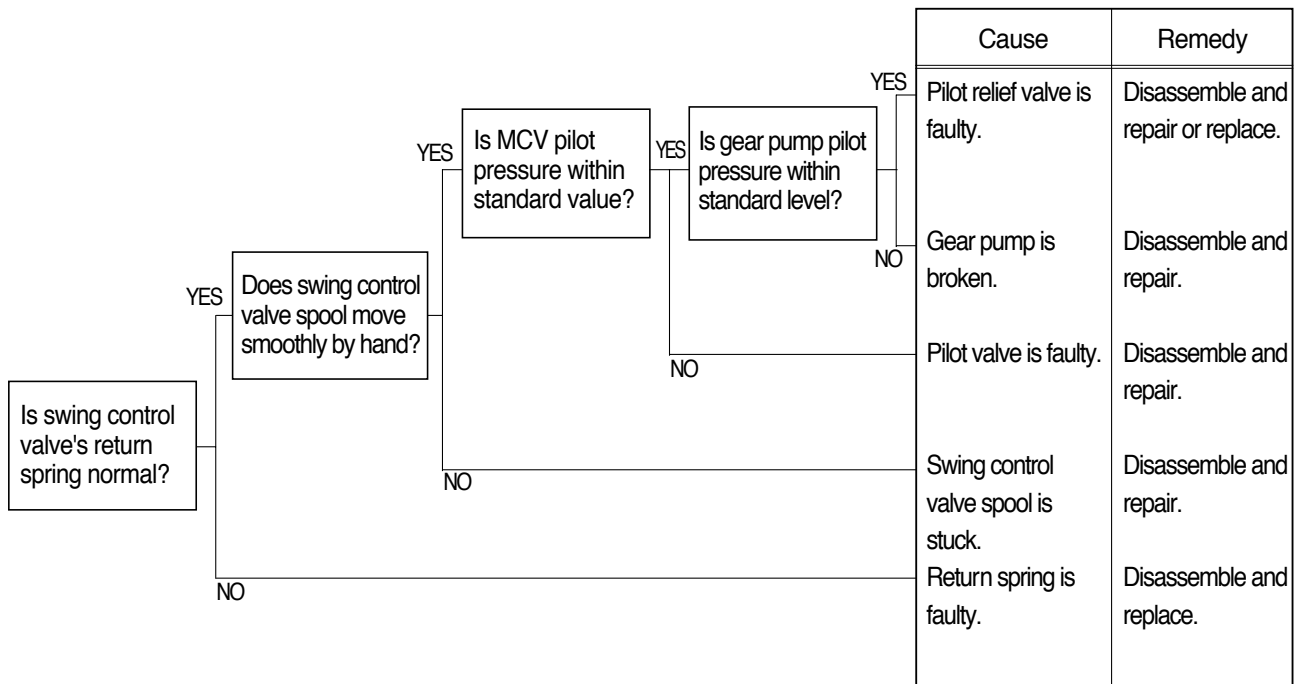 Cause
Remedy
YES
Pilot relief valve is
faulty.
Disassemble and
repair or replace.
YES
Is MCV pilot
pressure within
standard value?
YES
Is gear pump pilot
pressure within
standard level?
NO
Gear pump is
broken.
Disassemble and
repair.
YES
Does swing control
valve spool move
smoothly by hand?
NO
Pilot valve is faulty.
Disassemble and
repair.
Is swing control
valve's return
spring normal?
NO
Swing control
valve spool is
stuck.
Disassemble and
repair.
NO
Return spring is
faulty.
Disassemble and
replace.